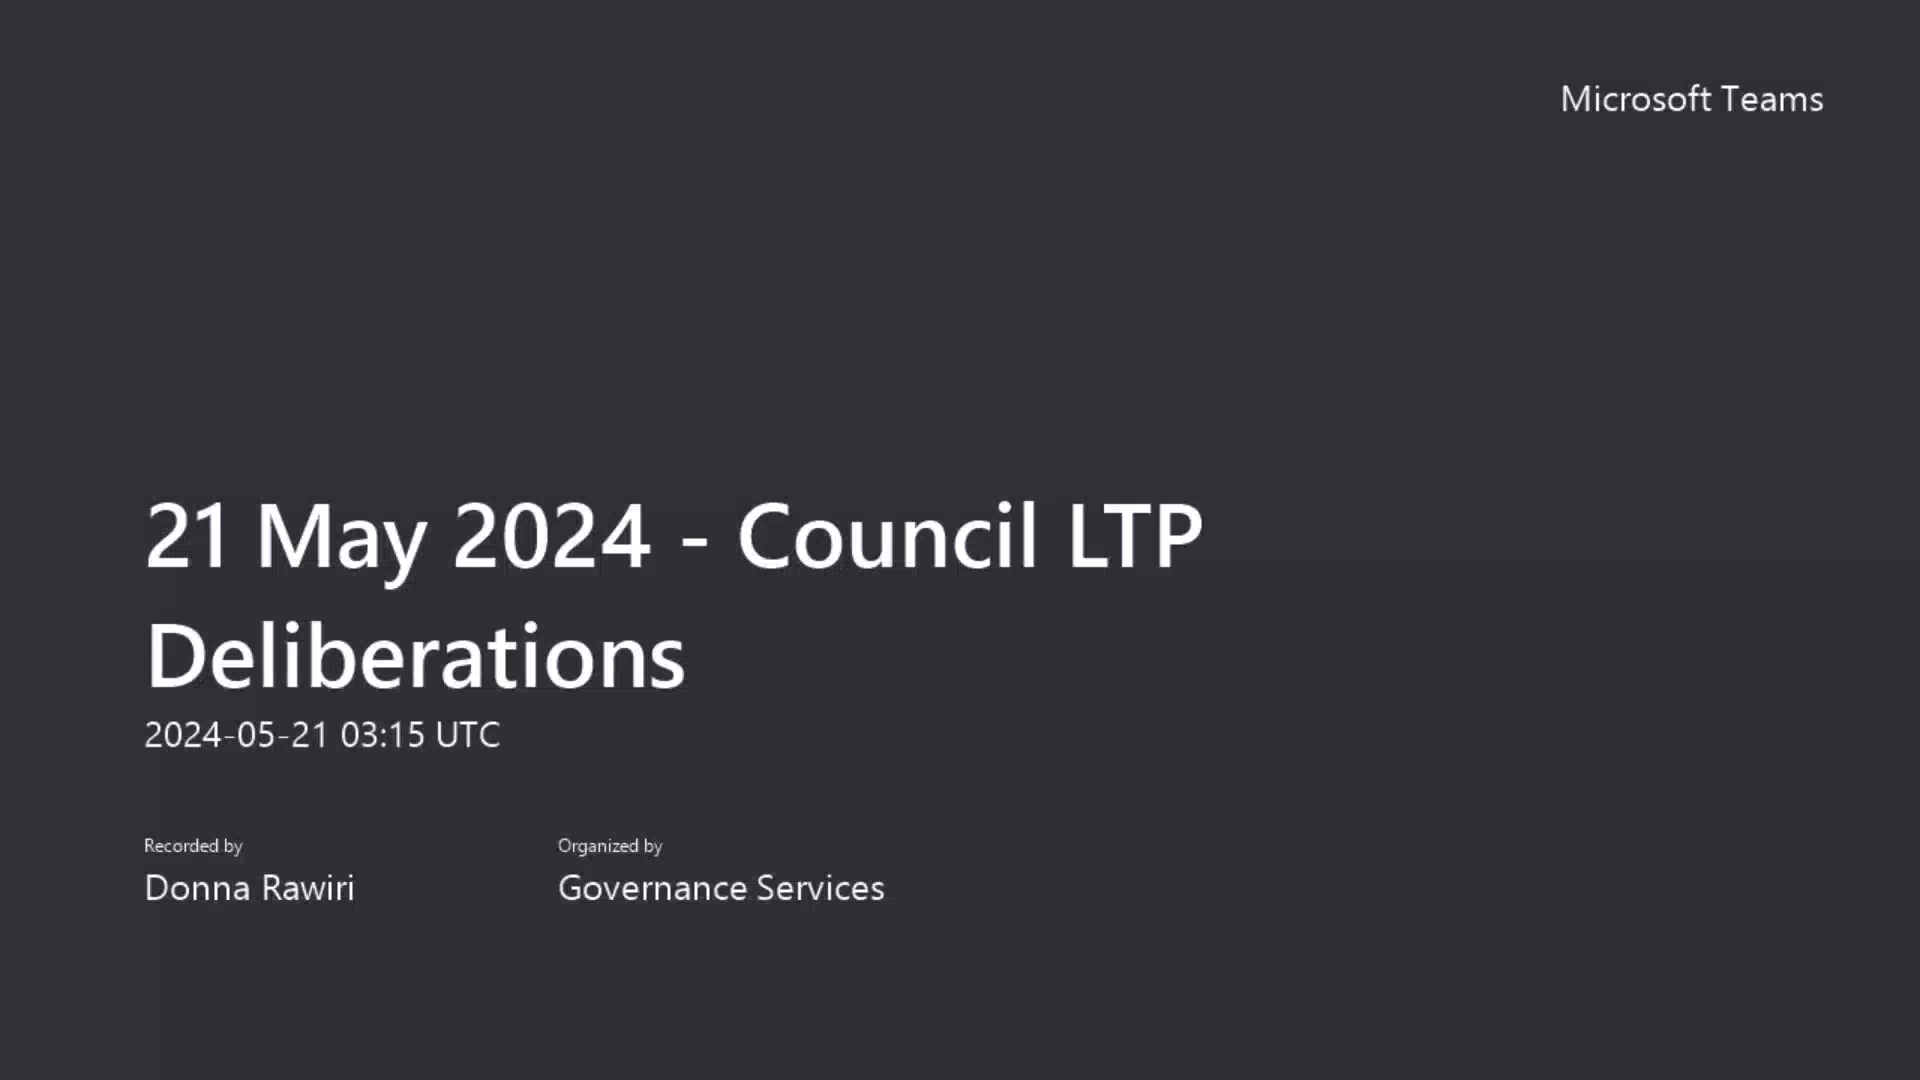 Microsoft Teams
21 May 2024 - Council LTP
Deliberations
2024-05-21 03:15 UTC
Recorded by
Donna Rawiri
Organized by
Governance Services